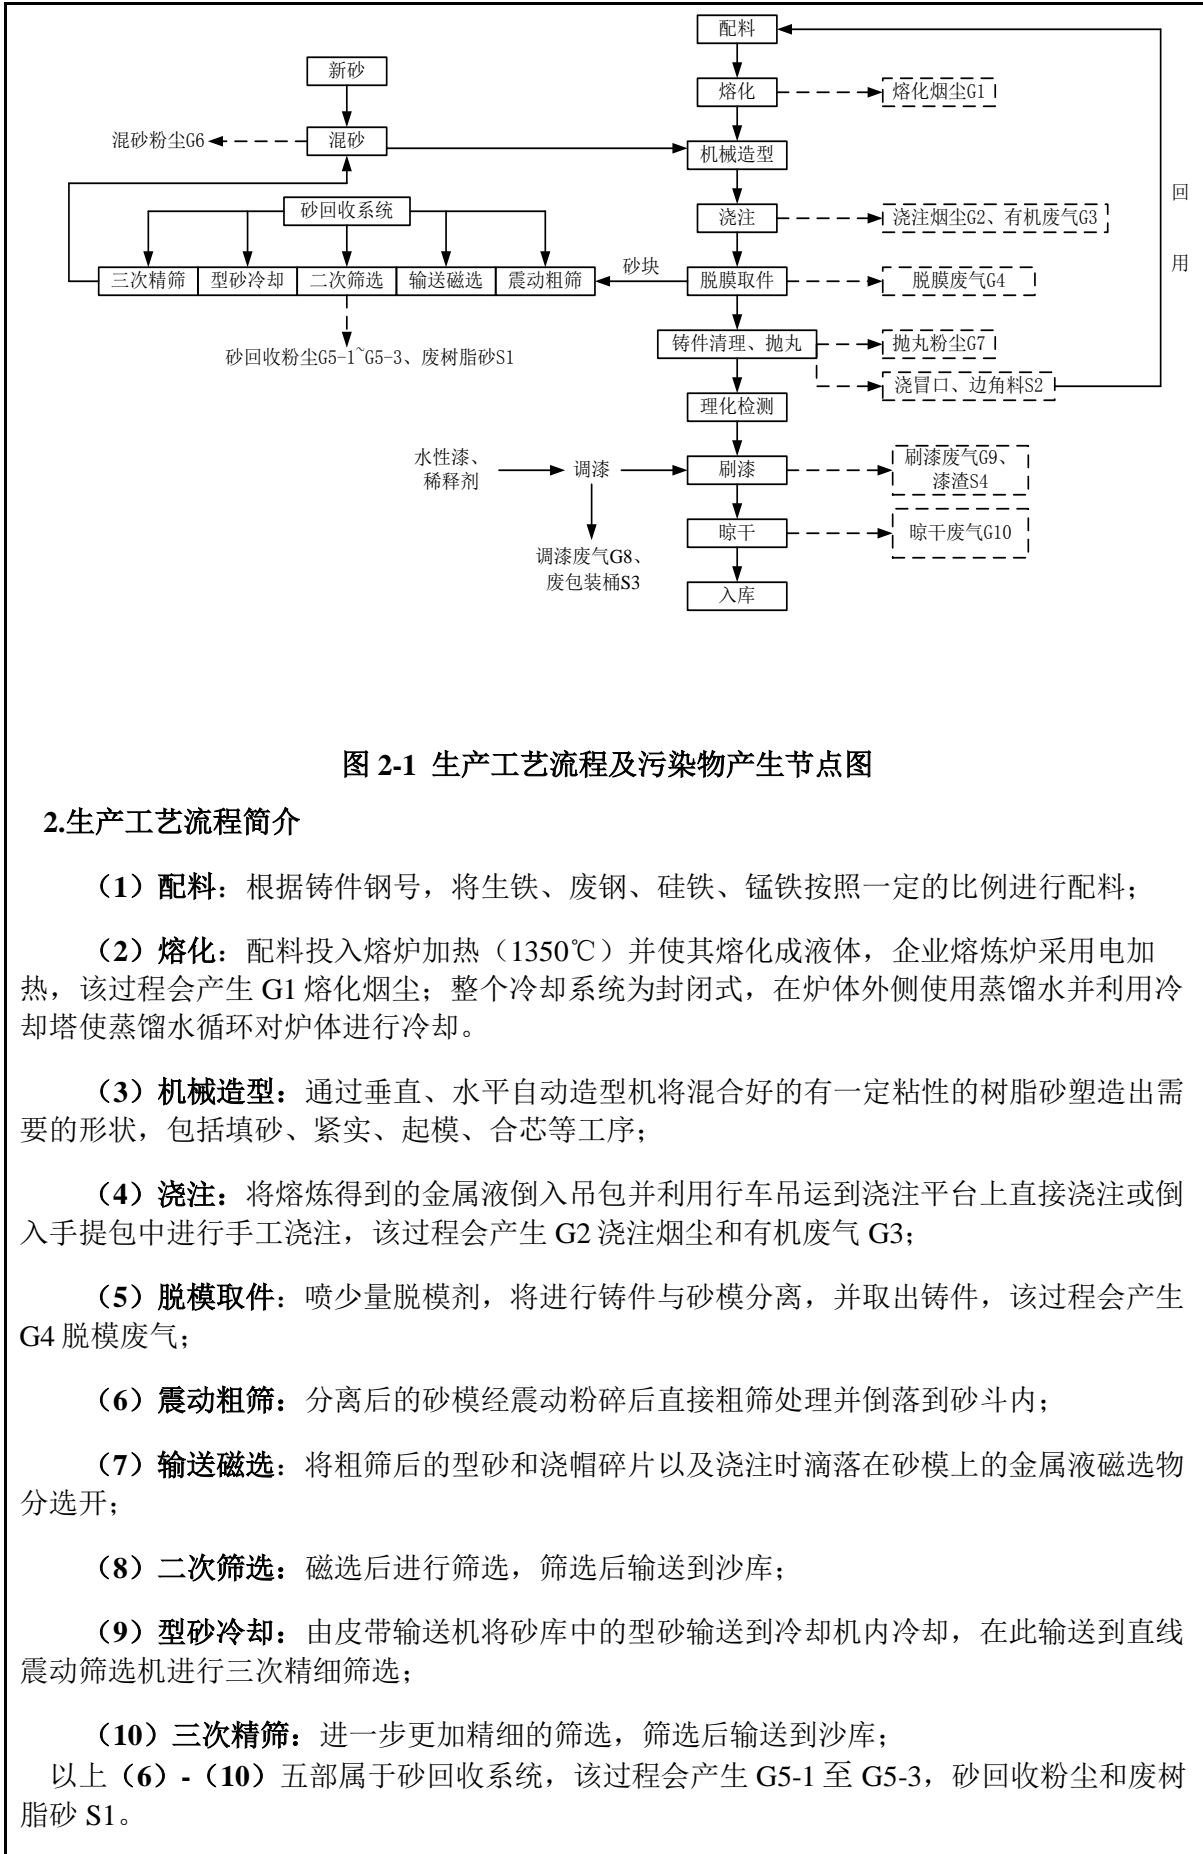 配料
新砂
熔化
熔化烟尘G1
混砂粉尘G6
混砂
机械造型
回
用
砂回收系统
浇注
浇注烟尘G2、有机废气G3
三次精筛
型砂冷却
二次筛选
输送磁选
震动粗筛
砂块
脱膜取件
脱膜废气G4
砂回收粉尘G5-1~G5-3、废树脂砂S1
铸件清理、抛丸
抛丸粉尘G7
浇冒口、边角料S2
理化检测
水性漆、
稀释剂
调漆
刷漆
刷漆废气G9、
漆渣S4
晾干
晾干废气G10
调漆废气G8、
废包装桶S3
入库
图 2-1 生产工艺流程及污染物产生节点图
2.生产工艺流程简介
（1）配料：根据铸件钢号，将生铁、废钢、硅铁、锰铁按照一定的比例进行配料；
（2）熔化：配料投入熔炉加热（1350℃）并使其熔化成液体，企业熔炼炉采用电加
热，该过程会产生 G1 熔化烟尘；整个冷却系统为封闭式，在炉体外侧使用蒸馏水并利用冷
却塔使蒸馏水循环对炉体进行冷却。
（3）机械造型：通过垂直、水平自动造型机将混合好的有一定粘性的树脂砂塑造出需
要的形状，包括填砂、紧实、起模、合芯等工序；
（4）浇注：将熔炼得到的金属液倒入吊包并利用行车吊运到浇注平台上直接浇注或倒
入手提包中进行手工浇注，该过程会产生 G2 浇注烟尘和有机废气 G3；
（5）脱模取件：喷少量脱模剂，将进行铸件与砂模分离，并取出铸件，该过程会产生
G4 脱模废气；
（6）震动粗筛：分离后的砂模经震动粉碎后直接粗筛处理并倒落到砂斗内；
（7）输送磁选：将粗筛后的型砂和浇帽碎片以及浇注时滴落在砂模上的金属液磁选物
分选开；
（8）二次筛选：磁选后进行筛选，筛选后输送到沙库；
（9）型砂冷却：由皮带输送机将砂库中的型砂输送到冷却机内冷却，在此输送到直线
震动筛选机进行三次精细筛选；
（10）三次精筛：进一步更加精细的筛选，筛选后输送到沙库；
以上（6）-（10）五部属于砂回收系统，该过程会产生 G5-1 至 G5-3，砂回收粉尘和废树
脂砂 S1。